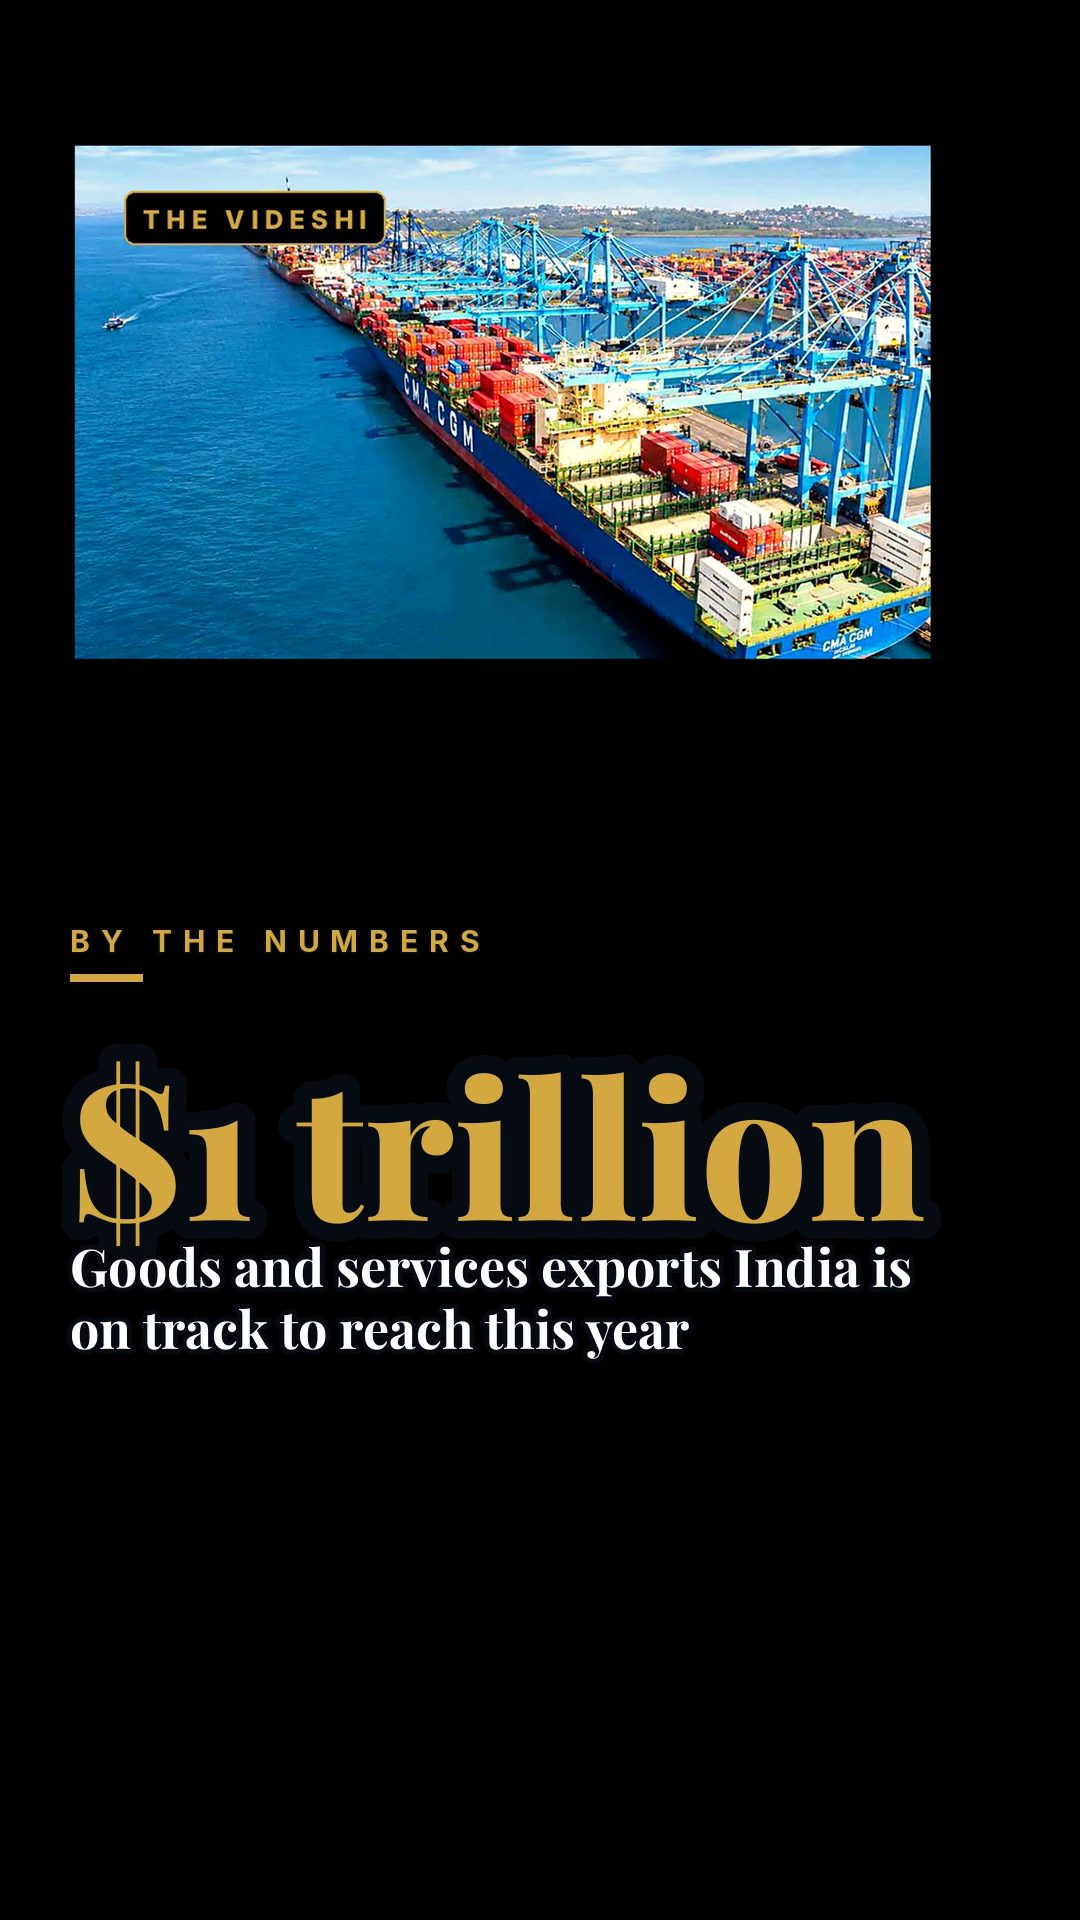 THE VIDESHI
CMA CGM
CMA CGM
BY THE NUMBERS
$1 trillion
Goods and services exports India is
on track to reach this year